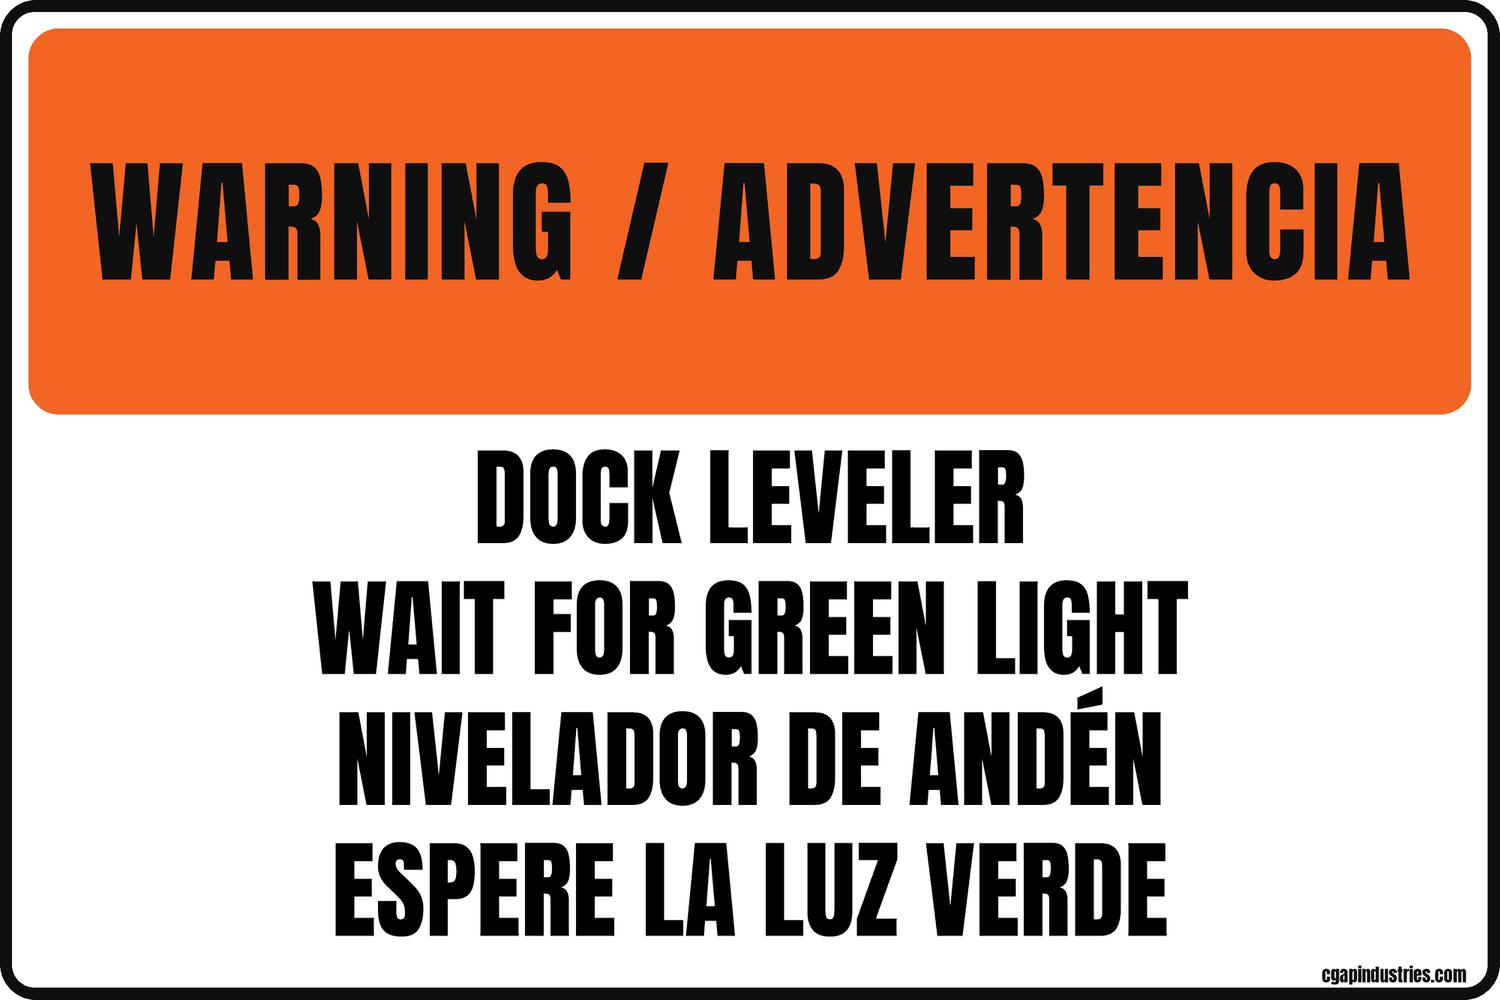 WARNING / ADVERTENCIA
DOCK LEVELER
WAIT FOR GREEN LIGHT
NIVELADOR DE ANDÉN
ESPERE LA LUZ VERDE
cgapindustries.com